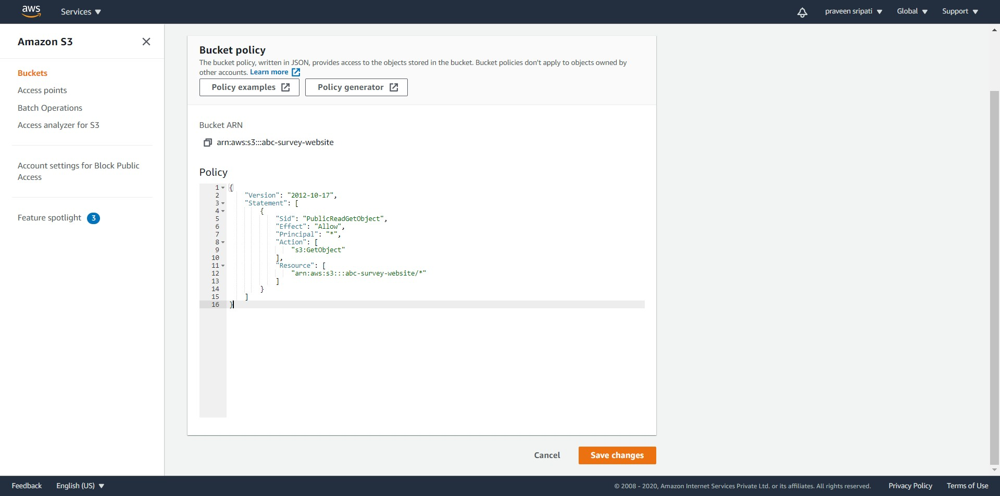 aws Services praveen sripati Global Support
Amazon S3
Buckets
Access points
Batch Operations
Access analyzer for S3
Account settings for Block Public
Access
Feature spotlight 3
Bucket policy
The bucket policy, written in JSON, provides access to the objects stored in the bucket. Bucket policies don't apply to objects owned by
other accounts. Learn more
Policy examples Policy generator
Bucket ARN
arn:aws:s3:::abc-survey-website
Policy
1 {
2 "Version": "2012-10-17",
3 "Statement": [
4 {
5 "Sid": "PublicReadGetObject",
6 "Effect": "Allow",
7 "Principal": "*",
8 "Action": [
9 "s3:GetObject"
10 ],
11 "Resource": [
12 "arn:aws:s3:::abc-survey-website/*"
13 ]
14 }
15 ]
16 }
Cancel Save changes
Feedback English (US) © 2008 - 2020, Amazon Internet Services Private Ltd. or its affiliates. All rights reserved. Privacy Policy Terms of Use